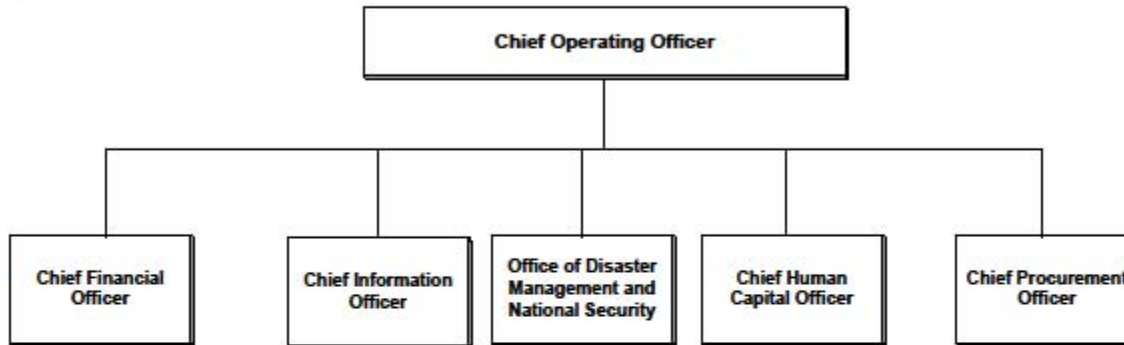 Chief Operating Officer
Chief Financial
Officer
Chief Information
Officer
Office of Disaster
Management and
National Security
Chief Human
Capital Officer
Chief Procurement
Officer